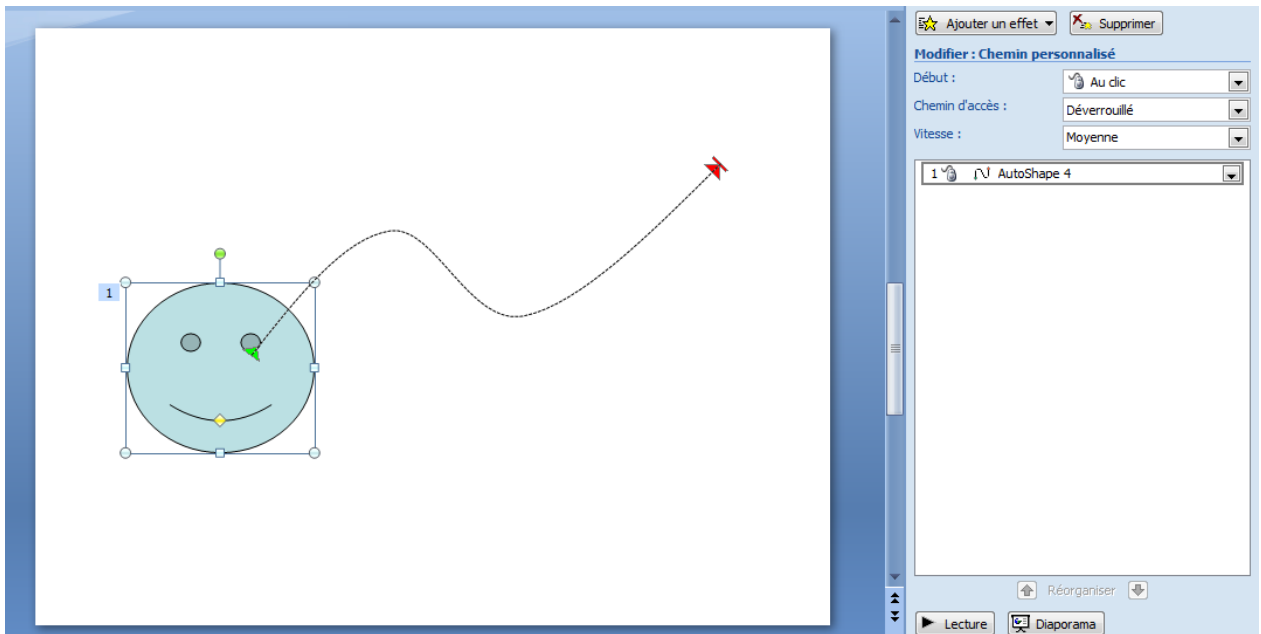 Ajouter un effet
Supprimer
Modifier : Chemin personnalisé
Début :
Au clic
Chemin d'accès :
Déverrouillé
Vitesse :
Moyenne
1 AutoShape 4
1
Réorganiser
Lecture
Diaporama